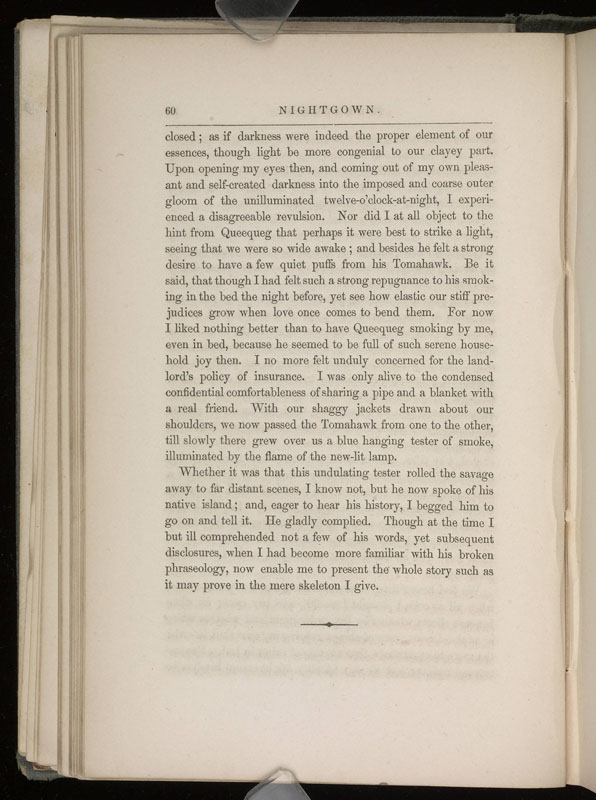 60 NIGHTGOWN.
closed; as if darkness were indeed the proper element of our
essences, though light be more congenial to our clayey part.
Upon opening my eyes then, and coming out of my own pleas-
ant and self-created darkness into the imposed and coarse outer
gloom of the unilluminated twelve-o'clock-at-night, I experi-
enced a disagreeable revulsion. Nor did I at all object to the
hint from Queequeg that perhaps it were best to strike a light,
seeing that we were so wide awake; and besides he felt a strong
desire to have a few quiet puffs from his Tomahawk. Be it
said, that though I had felt such a strong repugnance to his smok-
ing in the bed the night before, yet see how elastic our stiff pre-
judices grow when love once comes to bend them. For now
I liked nothing better than to have Queequeg smoking by me,
even in bed, because he seemed to be full of such serene house-
hold joy then. I no more felt unduly concerned for the land-
lord's policy of insurance. I was only alive to the condensed
confidential comfortableness of sharing a pipe and a blanket with
a real friend. With our shaggy jackets drawn about our
shoulders, we now passed the Tomahawk from one to the other,
till slowly there grew over us a blue hanging tester of smoke,
illuminated by the flame of the new-lit lamp.
Whether it was that this undulating tester rolled the savage
away to far distant scenes, I know not, but he now spoke of his
native island; and, eager to hear his history, I begged him to
go on and tell it. He gladly complied. Though at the time I
but ill comprehended not a few of his words, yet subsequent
disclosures, when I had become more familiar with his broken
phraseology, now enable me to present the whole story such as
it may prove in the mere skeleton I give.